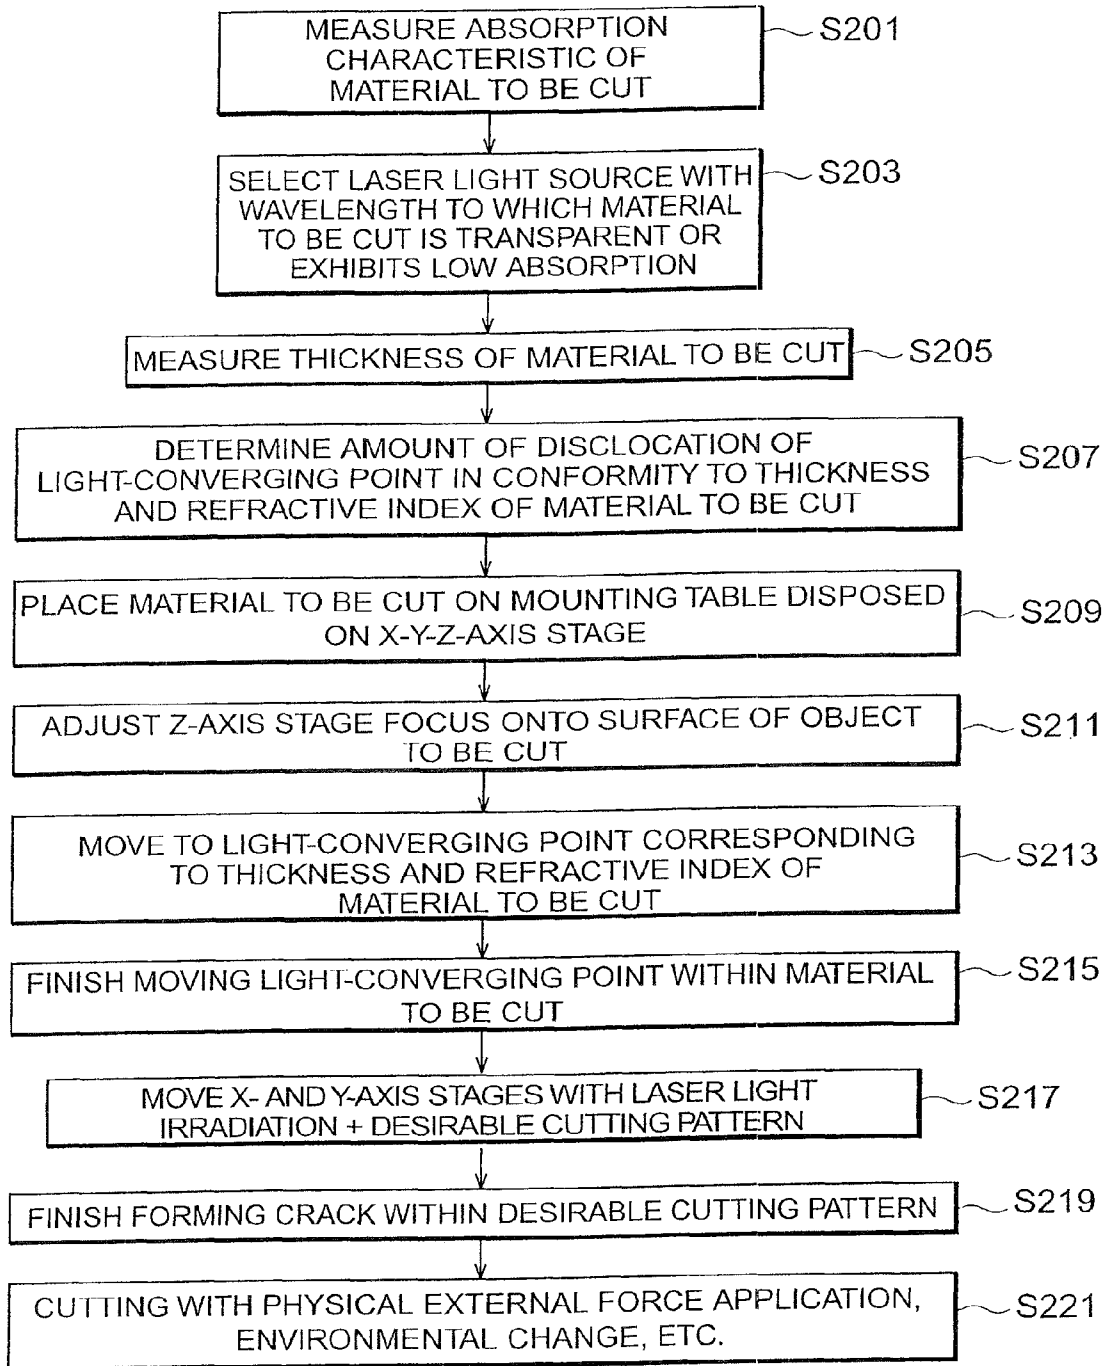 MEASURE ABSORPTION
CHARACTERISTIC OF
MATERIAL TO BE CUT
S201
SELECT LASER LIGHT SOURCE WITH
WAVELENGTH TO WHICH MATERIAL
TO BE CUT IS TRANSPARENT OR
EXHIBITS LOW ABSORPTION
S203
MEASURE THICKNESS OF MATERIAL TO BE CUT
S205
DETERMINE AMOUNT OF DISCLOCATION OF
LIGHT-CONVERGING POINT IN CONFORMITY TO THICKNESS
AND REFRACTIVE INDEX OF MATERIAL TO BE CUT
S207
PLACE MATERIAL TO BE CUT ON MOUNTING TABLE DISPOSED
ON X-Y-Z-AXIS STAGE
S209
ADJUST Z-AXIS STAGE FOCUS ONTO SURFACE OF OBJECT
TO BE CUT
S211
MOVE TO LIGHT-CONVERGING POINT CORRESPONDING
TO THICKNESS AND REFRACTIVE INDEX OF
MATERIAL TO BE CUT
S213
FINISH MOVING LIGHT-CONVERGING POINT WITHIN MATERIAL
TO BE CUT
S215
MOVE X- AND Y-AXIS STAGES WITH LASER LIGHT
IRRADIATION + DESIRABLE CUTTING PATTERN
S217
FINISH FORMING CRACK WITHIN DESIRABLE CUTTING PATTERN
S219
CUTTING WITH PHYSICAL EXTERNAL FORCE APPLICATION,
ENVIRONMENTAL CHANGE, ETC.
S221